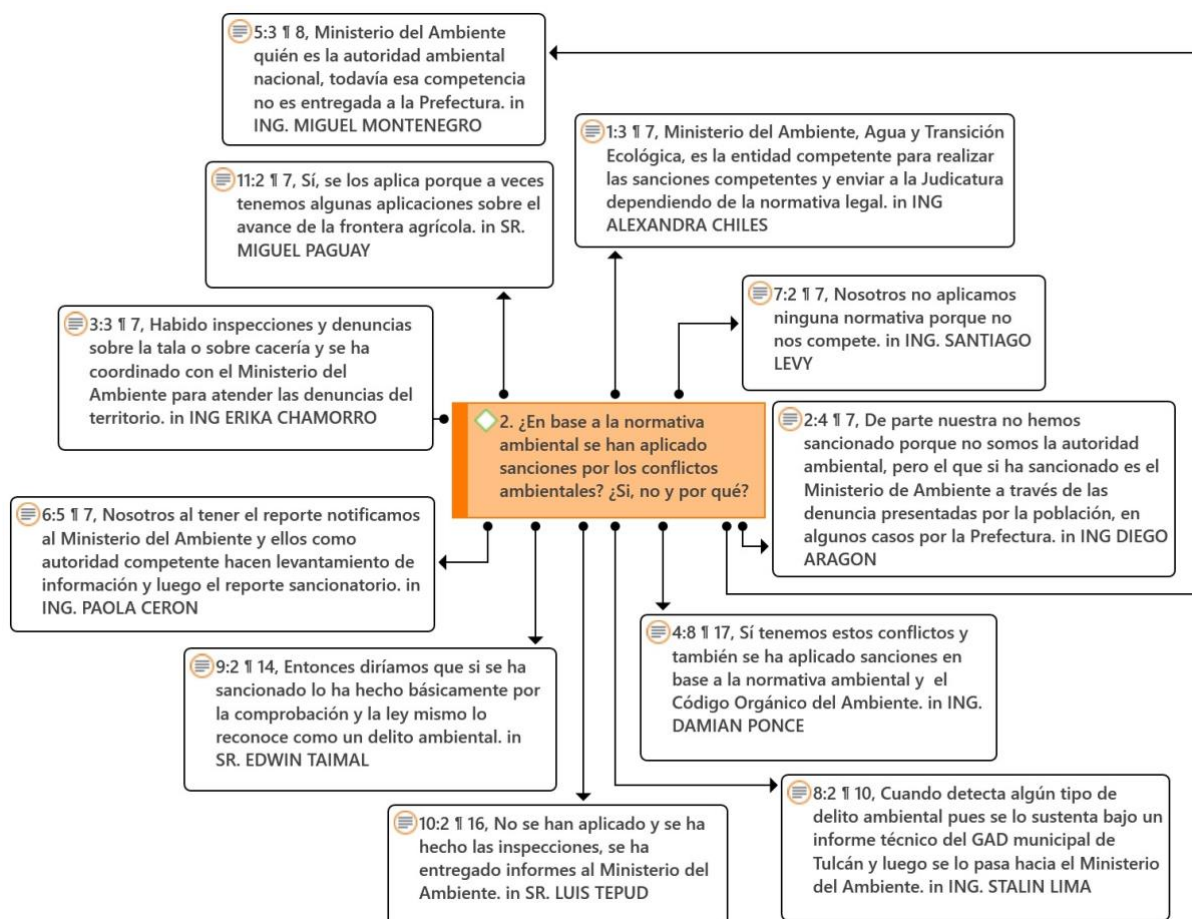 5:3 ¶ 8, Ministerio del Ambiente
quién es la autoridad ambiental
nacional, todavía esa competencia
no es entregada a la Prefectura. in
ING. MIGUEL MONTENEGRO
1:3 ¶ 7, Ministerio del Ambiente, Agua y Transición
Ecológica, es la entidad competente para realizar
las sanciones competentes y enviar a la Judicatura
dependiendo de la normativa legal. in ING
ALEXANDRA CHILES
11:2 ¶ 7, Sí, se los aplica porque a veces
tenemos algunas aplicaciones sobre el
avance de la frontera agrícola. in SR.
MIGUEL PAGUAY
7:2 ¶ 7, Nosotros no aplicamos
ninguna normativa porque no
nos compete. in ING. SANTIAGO
LEVY
3:3 ¶ 7, Habido inspecciones y denuncias
sobre la tala o sobre cacería y se ha
coordinado con el Ministerio del
Ambiente para atender las denuncias del
territorio. in ING ERIKA CHAMORRO
2. ¿En base a la normativa
ambiental se han aplicado
sanciones por los conflictos
ambientales? ¿Si, no y por qué?
2:4 ¶ 7, De parte nuestra no hemos
sancionado porque no somos la autoridad
ambiental, pero el que si ha sancionado es el
Ministerio de Ambiente a través de las
denuncia presentadas por la población, en
algunos casos por la Prefectura. in ING DIEGO
ARAGON
6:5 ¶ 7, Nosotros al tener el reporte notificamos
al Ministerio del Ambiente y ellos como
autoridad competente hacen levantamiento de
información y luego el reporte sancionatorio. in
ING. PAOLA CERON
4:8 ¶ 17, Sí tenemos estos conflictos y
también se ha aplicado sanciones en
base a la normativa ambiental y el
Código Orgánico del Ambiente. in ING.
DAMIAN PONCE
9:2 ¶ 14, Entonces diríamos que si se ha
sancionado lo ha hecho básicamente por
la comprobación y la ley mismo lo
reconoce como un delito ambiental. in
SR. EDWIN TAIMAL
8:2 ¶ 10, Cuando detecta algún tipo de
delito ambiental pues se lo sustenta bajo un
informe técnico del GAD municipal de
Tulcán y luego se lo pasa hacia el Ministerio
del Ambiente. in ING. STALIN LIMA
10:2 ¶ 16, No se han aplicado y se ha
hecho las inspecciones, se ha
entregado informes al Ministerio del
Ambiente. in SR. LUIS TEPUD